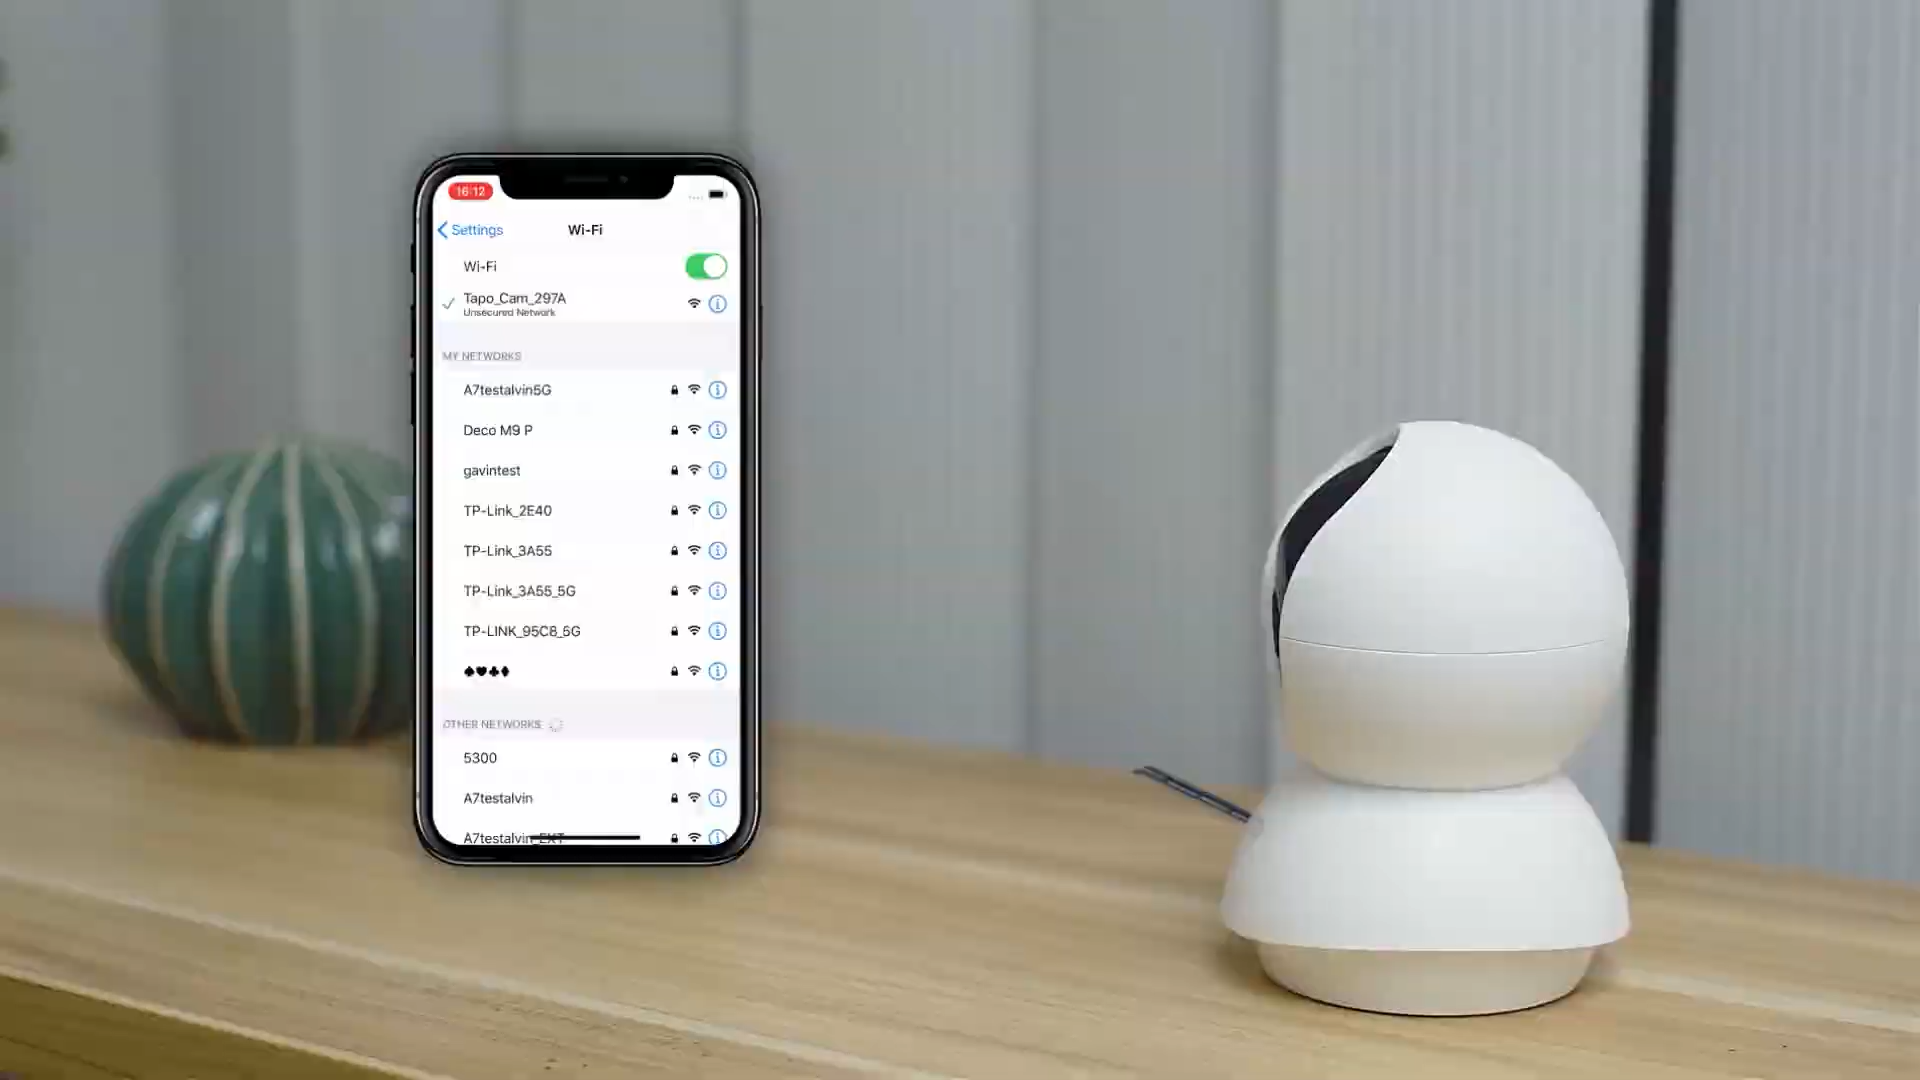 16:12
Settings
Wi-Fi
Wi-Fi
Tapo_Cam_297A
Unsecured Network
MY NETWORKS
A7testalvin5G
Deco M9 P
gavintest
TP-Link_2E40
TP-Link_3A55
TP-Link_3A55_5G
TP-LINK_95C8_5G
♠♥♣♦
OTHER NETWORKS
5300
A7testalvin
A7testalvin_EXT